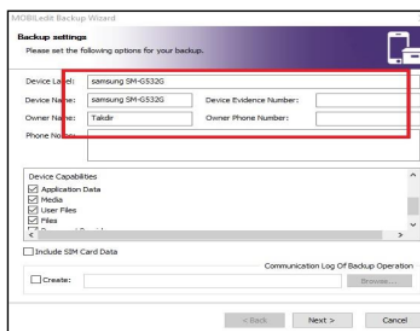 MOBILedit Backup Wizard
Backup settings
Please set the following options for your backup.
Device Label: samsung SM-G532G
Device Name: samsung SM-G532G Device Evidence Number:
Owner Name: Takdir Owner Phone Number:
Phone Notes:
Device Capabilities
Application Data
Media
User Files
Files
Include SIM Card Data
Communication Log Of Backup Operation
Create: Browse...
< Back Next > Cancel